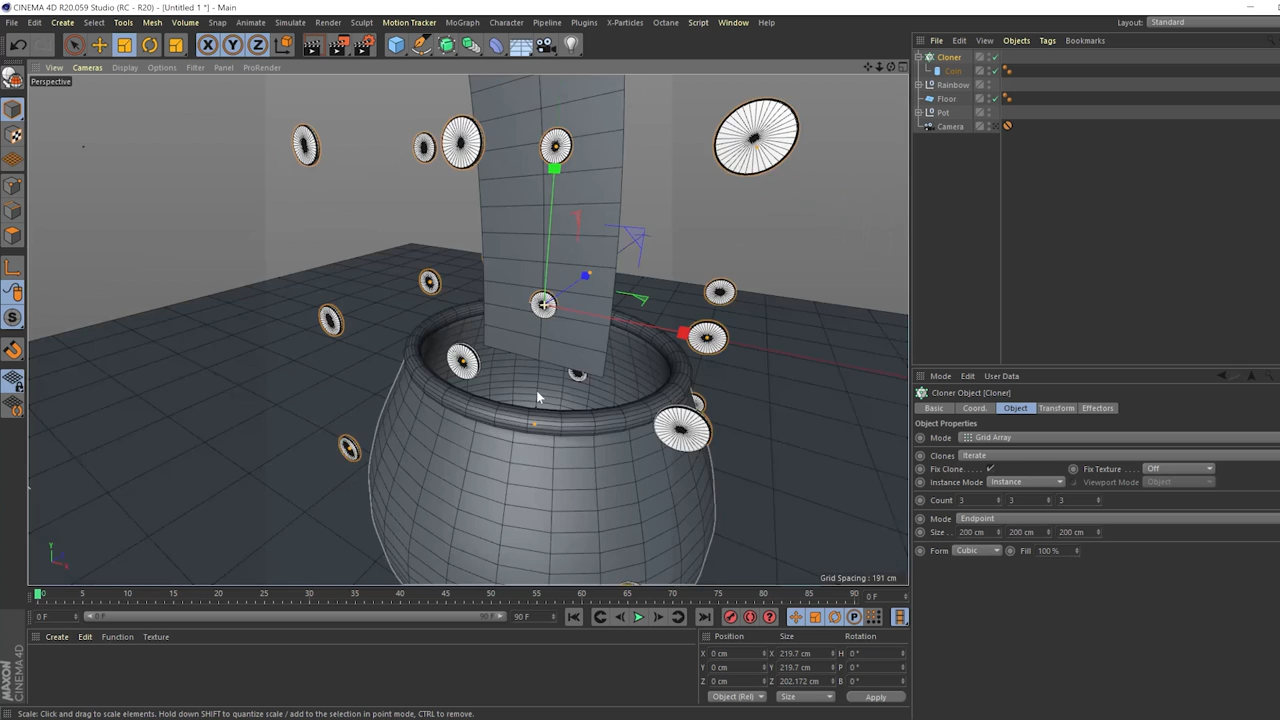 CINEMA 4D R20.059 Studio (RC - R20) - [Untitled 1 *] - Main
File Edit Create Select Tools Mesh Volume Snap Animate Simulate Render Sculpt Motion Tracker MoGraph Character Pipeline Plugins X-Particles Octane Script Window Help
Layout: Standard
X Y Z
File Edit View Objects Tags Bookmarks
View Cameras Display Options Filter Panel ProRender
Perspective
Cloner
Coin
Rainbow
Floor
Pot
Camera
S
Y
X
Grid Spacing : 191 cm
Mode Edit User Data
Cloner Object [Cloner]
Basic Coord. Object Transform Effectors
Object Properties
Mode Grid Array
Clones Iterate
Fix Clone..... Fix Texture .... Off
Instance Mode Instance Viewport Mode Object
Count 3 3 3
Mode Endpoint
Size .. 200 cm 200 cm 200 cm
Form Cubic Fill 100 %
0 5 10 15 20 25 30 35 40 45 50 55 60 65 70 75 80 85 90 0 F
0 F 0 F 90 F 90 F
P
Create Edit Function Texture
Position Size Rotation
X 0 cm X 219.7 cm H 0 °
Y 0 cm Y 219.7 cm P 0 °
Z 0 cm Z 202.172 cm B 0 °
Object (Rel) Size Apply
MAXON CINEMA 4D
Scale: Click and drag to scale elements. Hold down SHIFT to quantize scale / add to the selection in point mode, CTRL to remove.